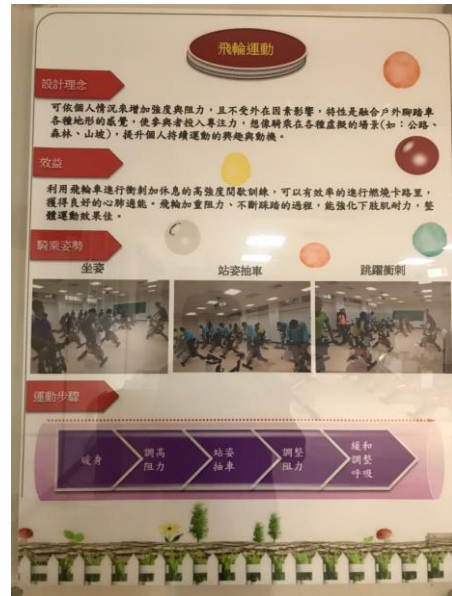 飛輪運動
設計理念
可依個人情況來增加強度與阻力，且不受外在因素影響，特性是融合戶外腳踏車
各種地形的感覺，使參與者投入專注力，想像騎乘在各種虛擬的場景(如：公路、
森林、山坡)，提升個人持續運動的興趣與動機。
效益
利用飛輪車進行衝刺加休息的高強度間歇訓練，可以有效率的進行燃燒卡路里，
獲得良好的心肺適能。飛輪加重阻力、不斷踩踏的過程，能強化下肢肌耐力，整
體運動效果佳。
騎乘姿勢
坐姿 站姿抽車 跳躍衝刺
運動步驟
暖身
調高
阻力
站姿
抽車
調整
阻力
緩和
調整
呼吸